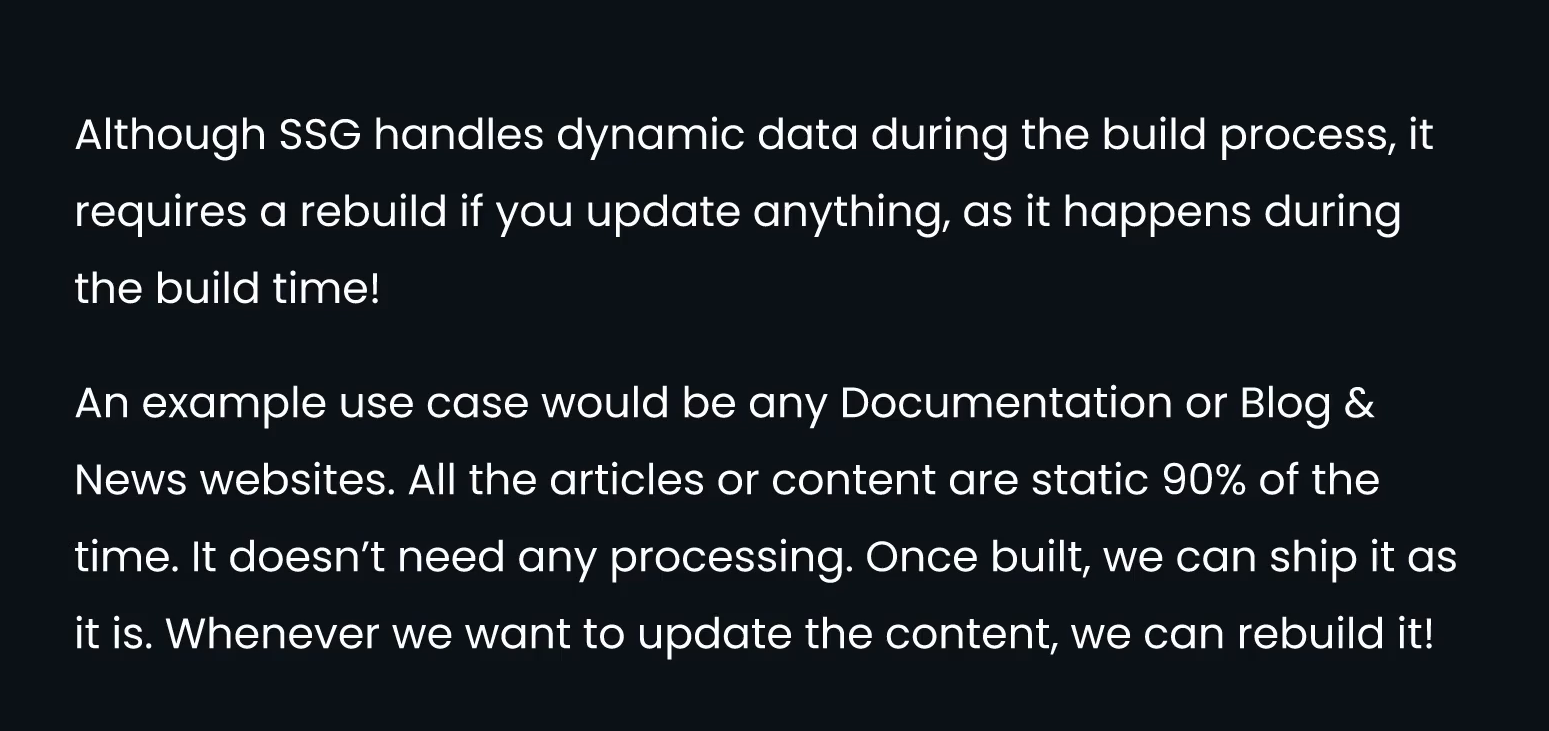 Although SSG handles dynamic data during the build process, it
requires a rebuild if you update anything, as it happens during
the build time!
An example use case would be any Documentation or Blog &
News websites. All the articles or content are static 90% of the
time. It doesn’t need any processing. Once built, we can ship it as
it is. Whenever we want to update the content, we can rebuild it!